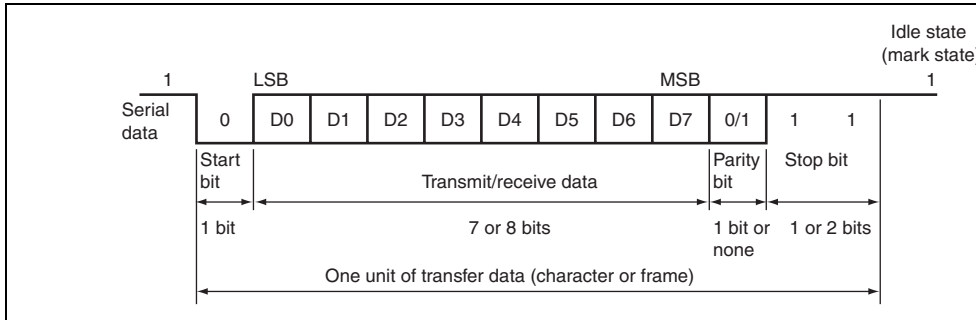 Idle state
(mark state)
1 LSB MSB 1
Serial
data
0 D0 D1 D2 D3 D4 D5 D6 D7 0/1 1 1
Start
bit
Transmit/receive data
Parity
bit
Stop bit
1 bit
7 or 8 bits
1 bit or
none
1 or 2 bits
One unit of transfer data (character or frame)